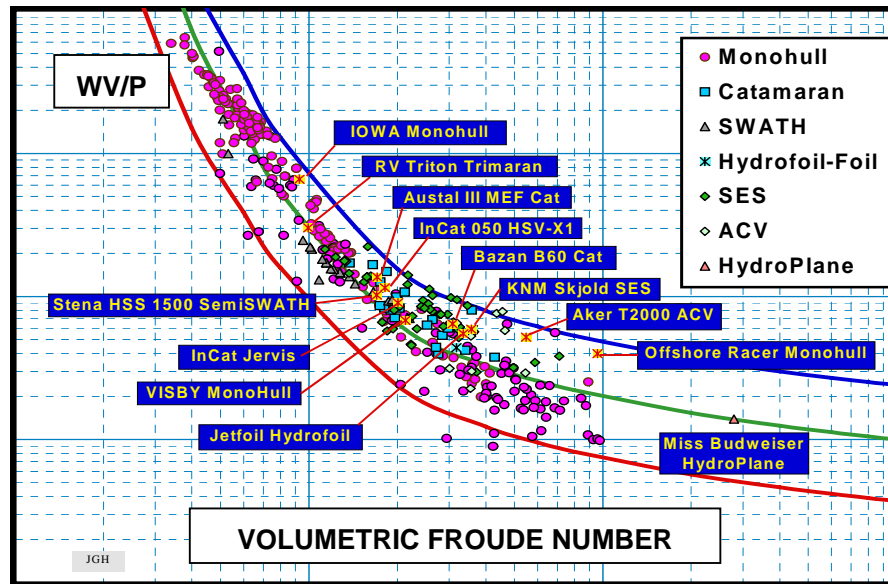 WV/P
Monohull
Catamaran
SWATH
Hydrofoil-Foil
SES
ACV
HydroPlane
IOWA Monohull
RV Triton Trimaran
Austal III MEF Cat
InCat 050 HSV-X1
Bazan B60 Cat
KNM Skjold SES
Stena HSS 1500 SemiSWATH
Aker T2000 ACV
Offshore Racer Monohull
InCat Jervis
VISBY MonoHull
Jetfoil Hydrofoil
Miss Budweiser
HydroPlane
VOLUMETRIC FROUDE NUMBER
JGH